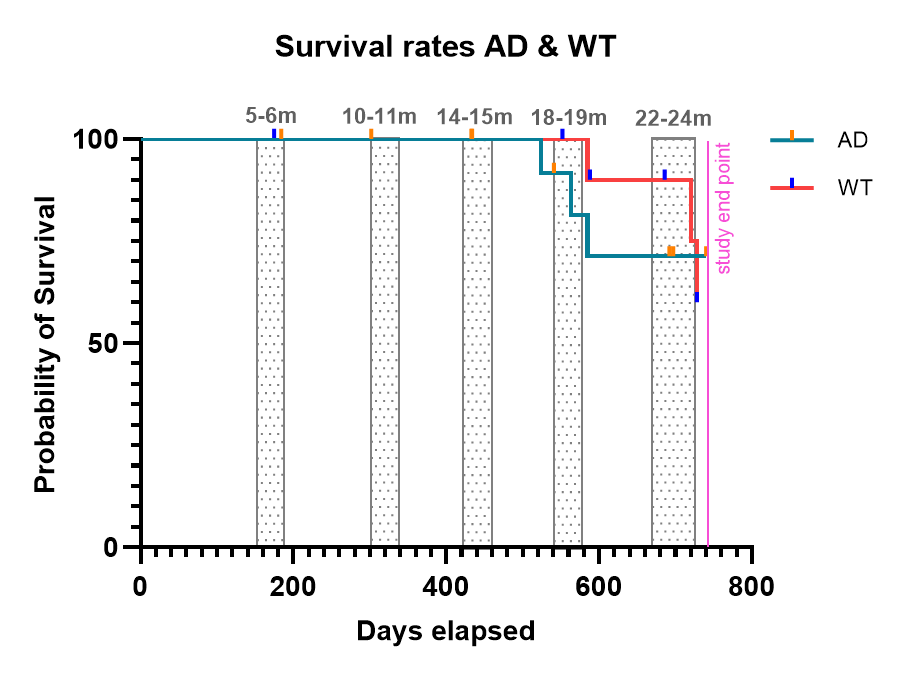 Survival rates AD & WT
5-6m 10-11m 14-15m 18-19m 22-24m
100
50
0
Probability of Survival
0 200 400 600 800
Days elapsed
study end point
AD
WT